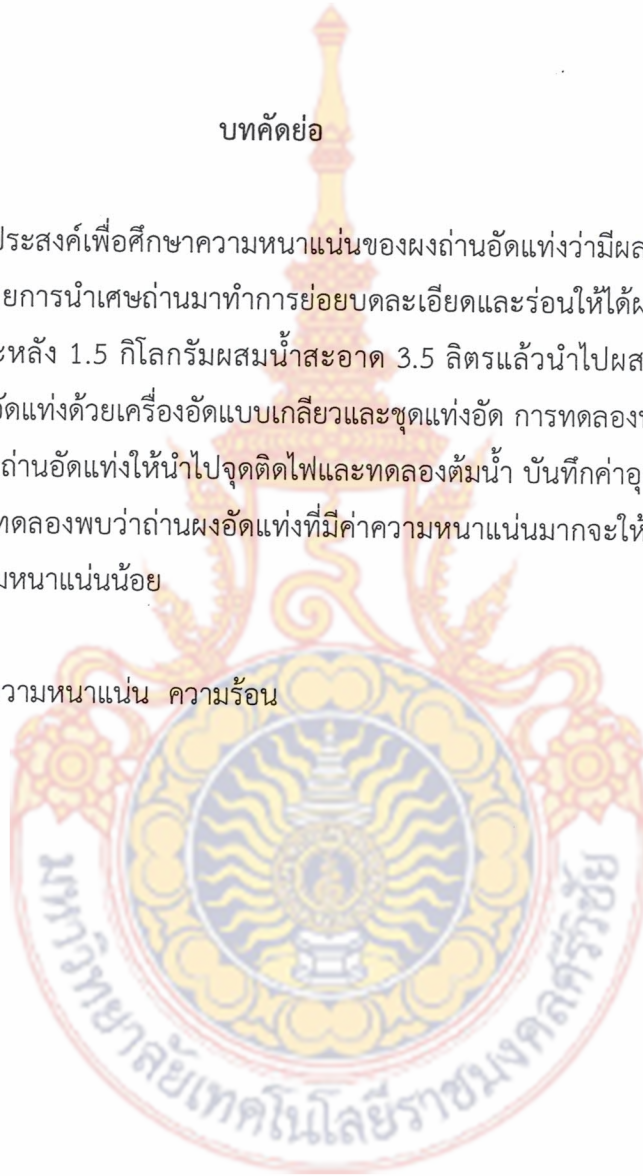 บทคัดย่อ
ประสงค์เพื่อศึกษาความหนาแน่นของผงถ่านอัดแท่งว่ามีผล
ยการนำเศษถ่านมาทำการย่อยบดละเอียดและร่อนให้ได้ผ
ะหลัง 1.5 กิโลกรัมผสมน้ำสะอาด 3.5 ลิตรแล้วนำไปผส
อัดแท่งด้วยเครื่องอัดแบบเกลียวและชุดแท่งอัด การทดลอง
ถ่านอัดแท่งให้นำไปจุดติดไฟและทดลองต้มน้ำ บันทึกค่าอุ
ทดลองพบว่าถ่านผงอัดแท่งที่มีค่าความหนาแน่นมากจะให้
มหนาแน่นน้อย
วามหนาแน่น ความร้อน
มหาวิทยาลัยเทคโนโลยีราชมงคลศรีวิชัย